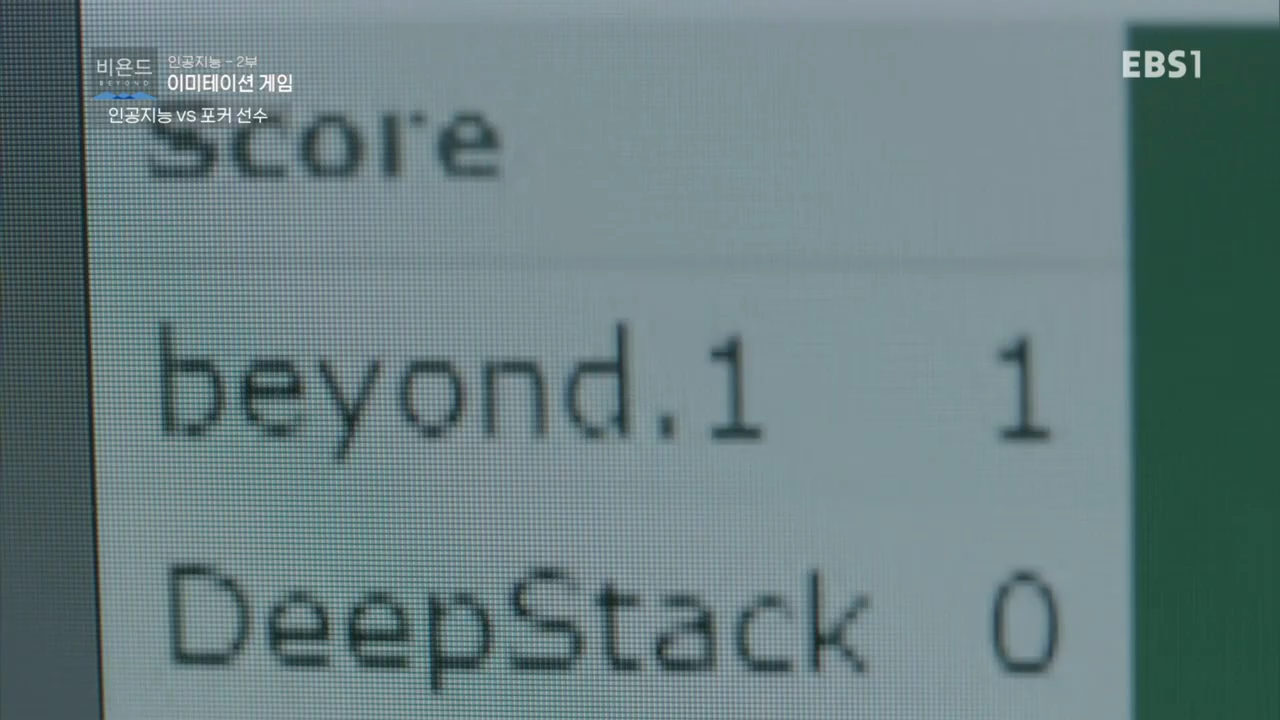 비욘드
BEYOND
인공지능 - 2부
이미테이션 게임
인공지능 vs 포커 선수
EBS1
Score
beyond.1 1
DeepStack 0